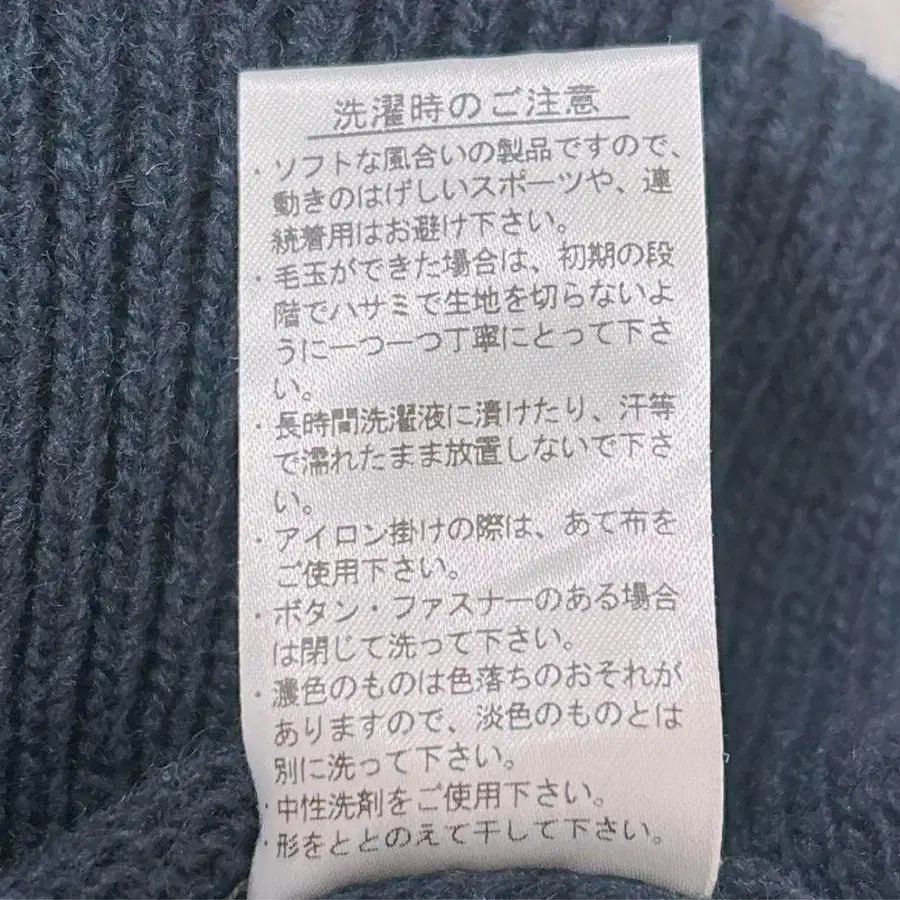 洗濯時のご注意
・ソフトな風合いの製品ですので、
動きのはげしいスポーツや、連
続着用はお避け下さい。
・毛玉ができた場合は、初期の段
階でハサミで生地を切らないよ
うに一つ一つ丁寧にとって下さ
い。
・長時間洗濯液に漬けたり、汗等
で濡れたまま放置しないで下さ
い。
・アイロン掛けの際は、あて布を
ご使用下さい。
・ボタン・ファスナーのある場合
は閉じて洗って下さい。
・濃色のものは色落ちのおそれが
ありますので、淡色のものとは
別に洗って下さい。
・中性洗剤をご使用下さい。
・形をととのえて干して下さい。